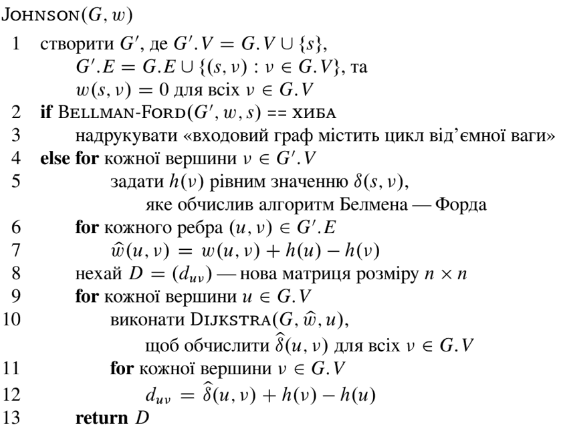 JOHNSON(G, w)
1 створити G′, де G′.V = G.V ∪ {s},
G′.E = G.E ∪ {(s, ν) : ν ∈ G.V}, та
w(s, ν) = 0 для всіх ν ∈ G.V
2 if BELLMAN-FORD(G′, w, s) == ХИБА
3 надрукувати «входовий граф містить цикл від’ємної ваги»
4 else for кожної вершини ν ∈ G′.V
5 задати h(ν) рівним значенню δ(s, ν),
яке обчислив алгоритм Белмена — Форда
6 for кожного ребра (u, ν) ∈ G′.E
7 ŵ(u, ν) = w(u, ν) + h(u) − h(ν)
8 нехай D = (dᵤᵥ) — нова матриця розміру n × n
9 for кожної вершини u ∈ G.V
10 виконати DIJKSTRA(G, ŵ, u),
щоб обчислити δ̂(u, ν) для всіх ν ∈ G.V
11 for кожної вершини ν ∈ G.V
12 dᵤᵥ = δ̂(u, ν) + h(ν) − h(u)
13 return D